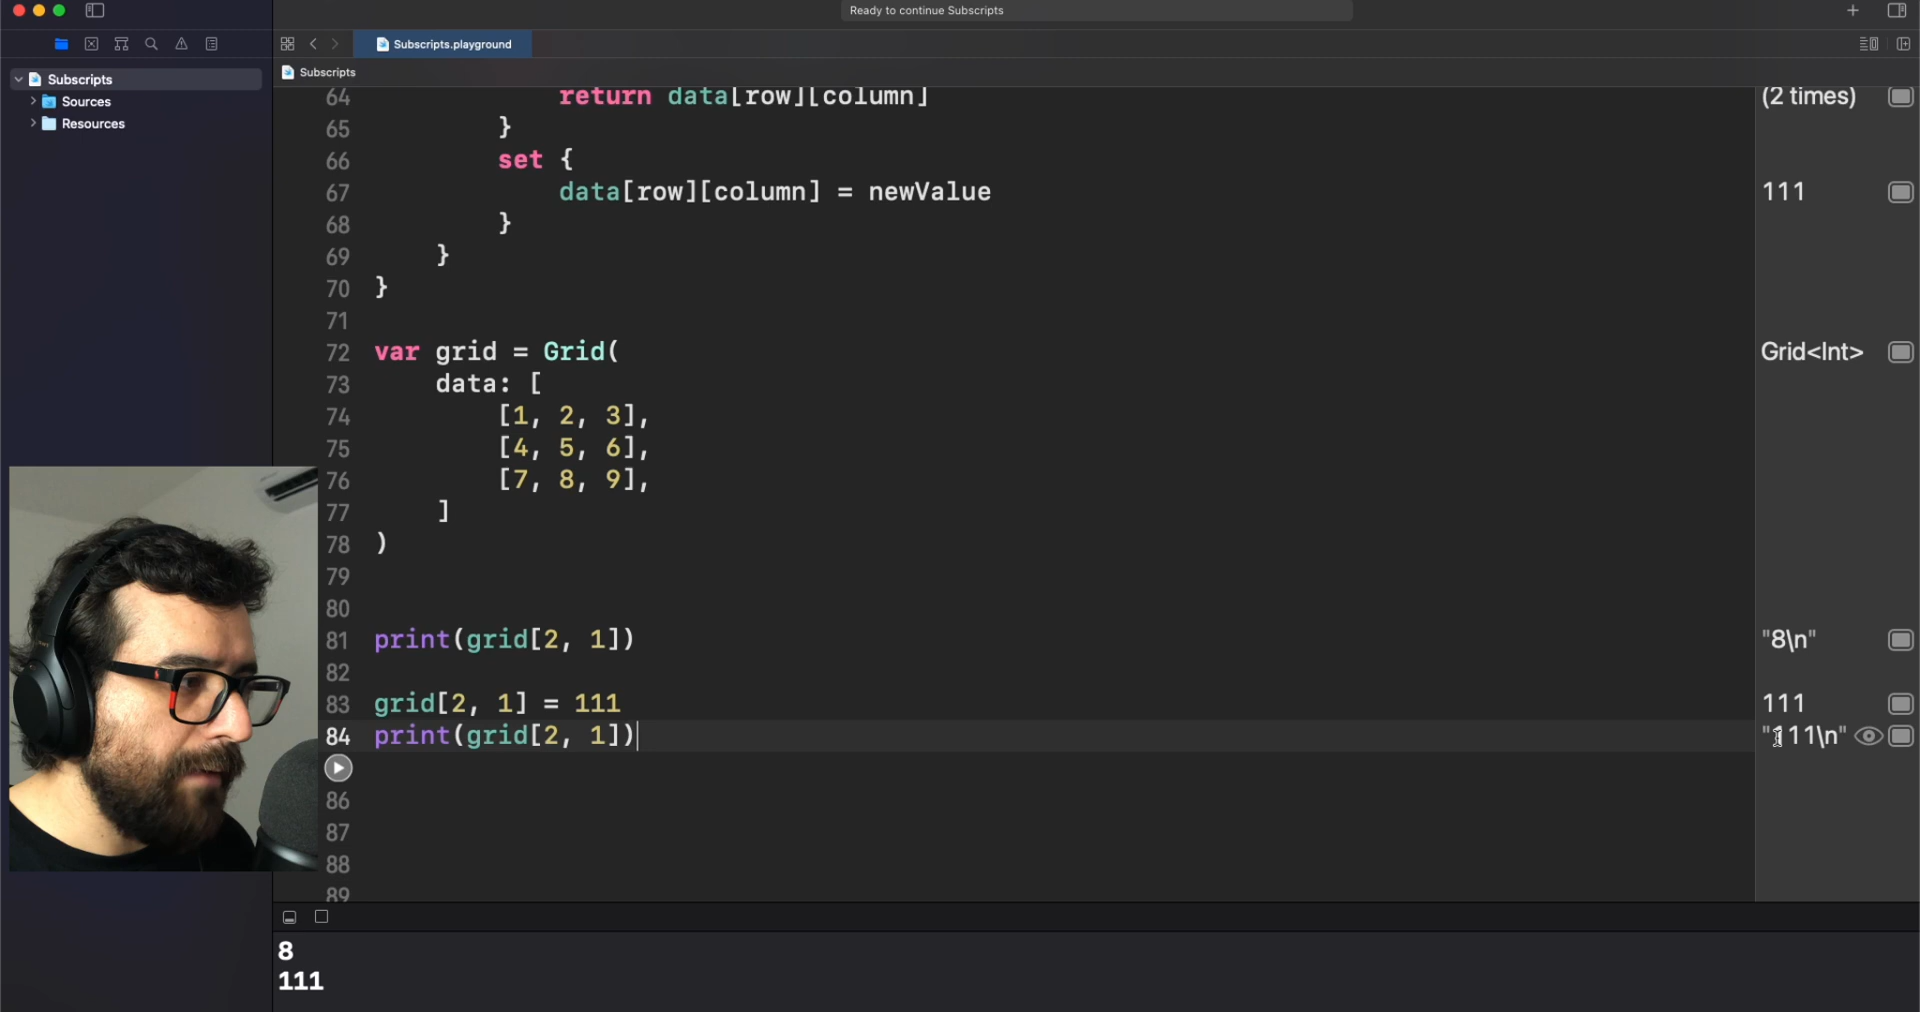 Ready to continue Subscripts
Subscripts.playground
Subscripts
Subscripts
Sources
Resources
64 return data[row][column] (2 times)
65 }
66 set {
67 data[row][column] = newValue 111
68 }
69 }
70 }
71
72 var grid = Grid( Grid<Int>
73 data: [
74 [1, 2, 3],
75 [4, 5, 6],
76 [7, 8, 9],
77 ]
78 )
79
80
81 print(grid[2, 1]) "8\n"
82
83 grid[2, 1] = 111 111
84 print(grid[2, 1]) "111\n"
86
87
88
89
8
111